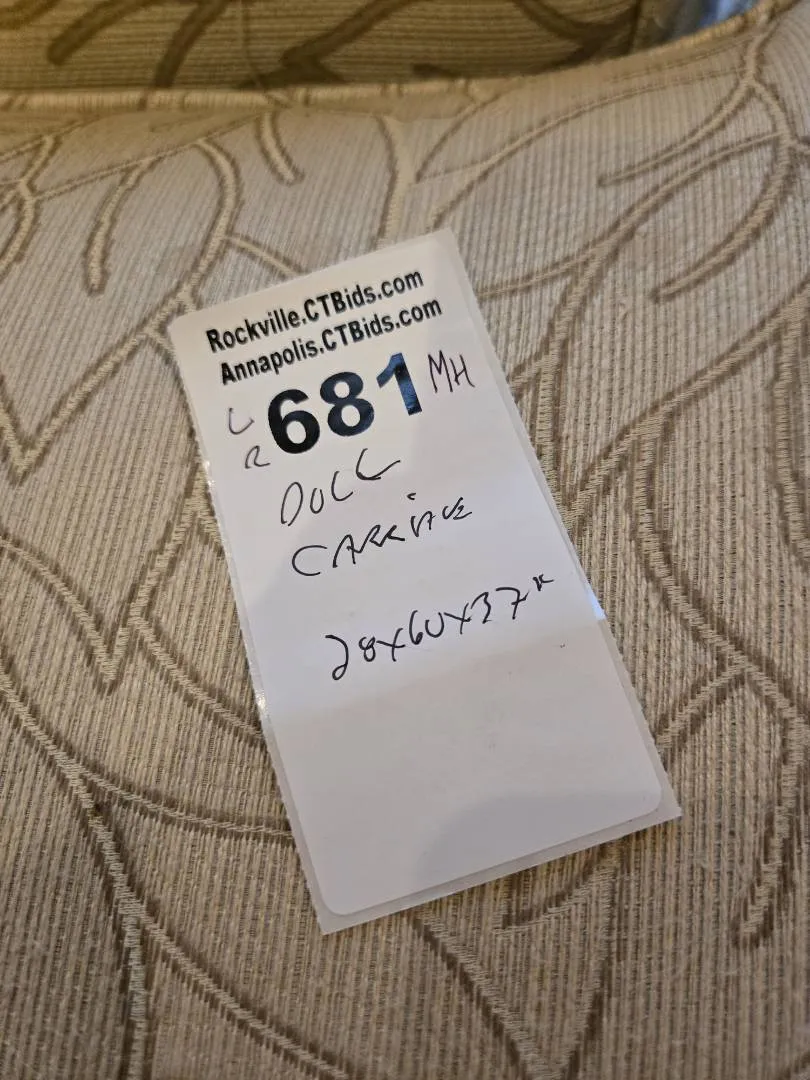 Rockville.CTBids.com
Annapolis.CTBids.com
L 681 MH
R
DOLL
CARRIAGE
28x60x37"